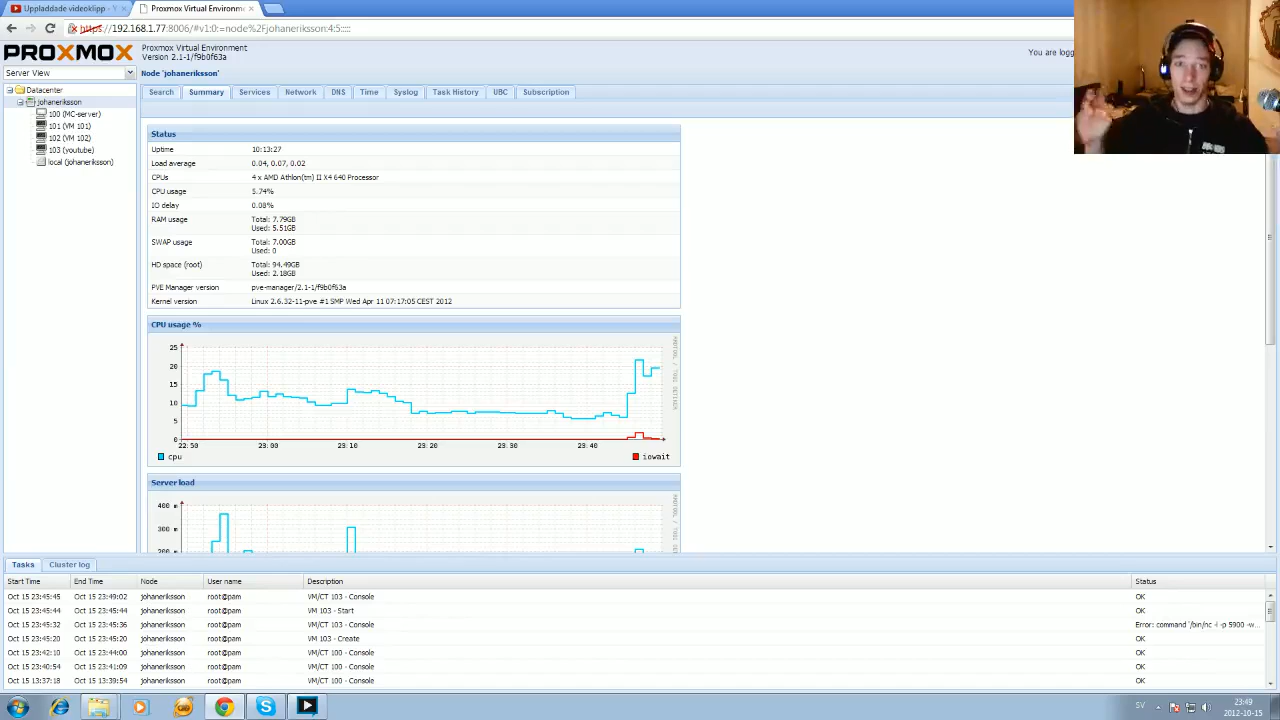 Uppladdade videoklipp - Y
Proxmox Virtual Environm
https://192.168.1.77:8006/#v1:0:=node%2Fjohaneriksson:4:5:::::
PROXMOX
Proxmox Virtual Environment
Version 2.1-1/f9b0f63a
You are logg
Server View
Node 'johaneriksson'
Datacenter
johaneriksson
100 (MC-server)
101 (VM 101)
102 (VM 102)
103 (youtube)
local (johaneriksson)
Search Summary Services Network DNS Time Syslog Task History UBC Subscription
Status
Uptime 10:13:27
Load average 0.04, 0.07, 0.02
CPUs 4 x AMD Athlon(tm) II X4 640 Processor
CPU usage 5.74%
IO delay 0.08%
RAM usage Total: 7.79GB
Used: 5.51GB
SWAP usage Total: 7.00GB
Used: 0
HD space (root) Total: 94.49GB
Used: 2.18GB
PVE Manager version pve-manager/2.1-1/f9b0f63a
Kernel version Linux 2.6.32-11-pve #1 SMP Wed Apr 11 07:17:05 CEST 2012
CPU usage %
25
20
15
10
5
0
22:50 23:00 23:10 23:20 23:30 23:40
cpu iowait
Server load
400 m
300 m
200 m
Tasks Cluster log
Start Time End Time Node User name Description Status
Oct 15 23:45:45 Oct 15 23:49:02 johaneriksson root@pam VM/CT 103 - Console OK
Oct 15 23:45:44 Oct 15 23:45:44 johaneriksson root@pam VM 103 - Start OK
Oct 15 23:45:32 Oct 15 23:45:36 johaneriksson root@pam VM/CT 103 - Console Error: command '/bin/nc -l -p 5900 -w...
Oct 15 23:45:20 Oct 15 23:45:20 johaneriksson root@pam VM 103 - Create OK
Oct 15 23:42:10 Oct 15 23:44:00 johaneriksson root@pam VM/CT 100 - Console OK
Oct 15 23:40:54 Oct 15 23:41:09 johaneriksson root@pam VM/CT 100 - Console OK
Oct 15 13:37:18 Oct 15 13:39:54 johaneriksson root@pam VM/CT 100 - Console OK
SV
23:49
2012-10-15